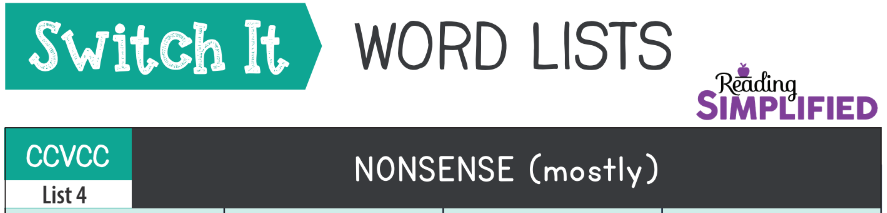 Switch It WORD LISTS
Reading
SIMPLIFIED
CCVCC
NONSENSE (mostly)
List 4